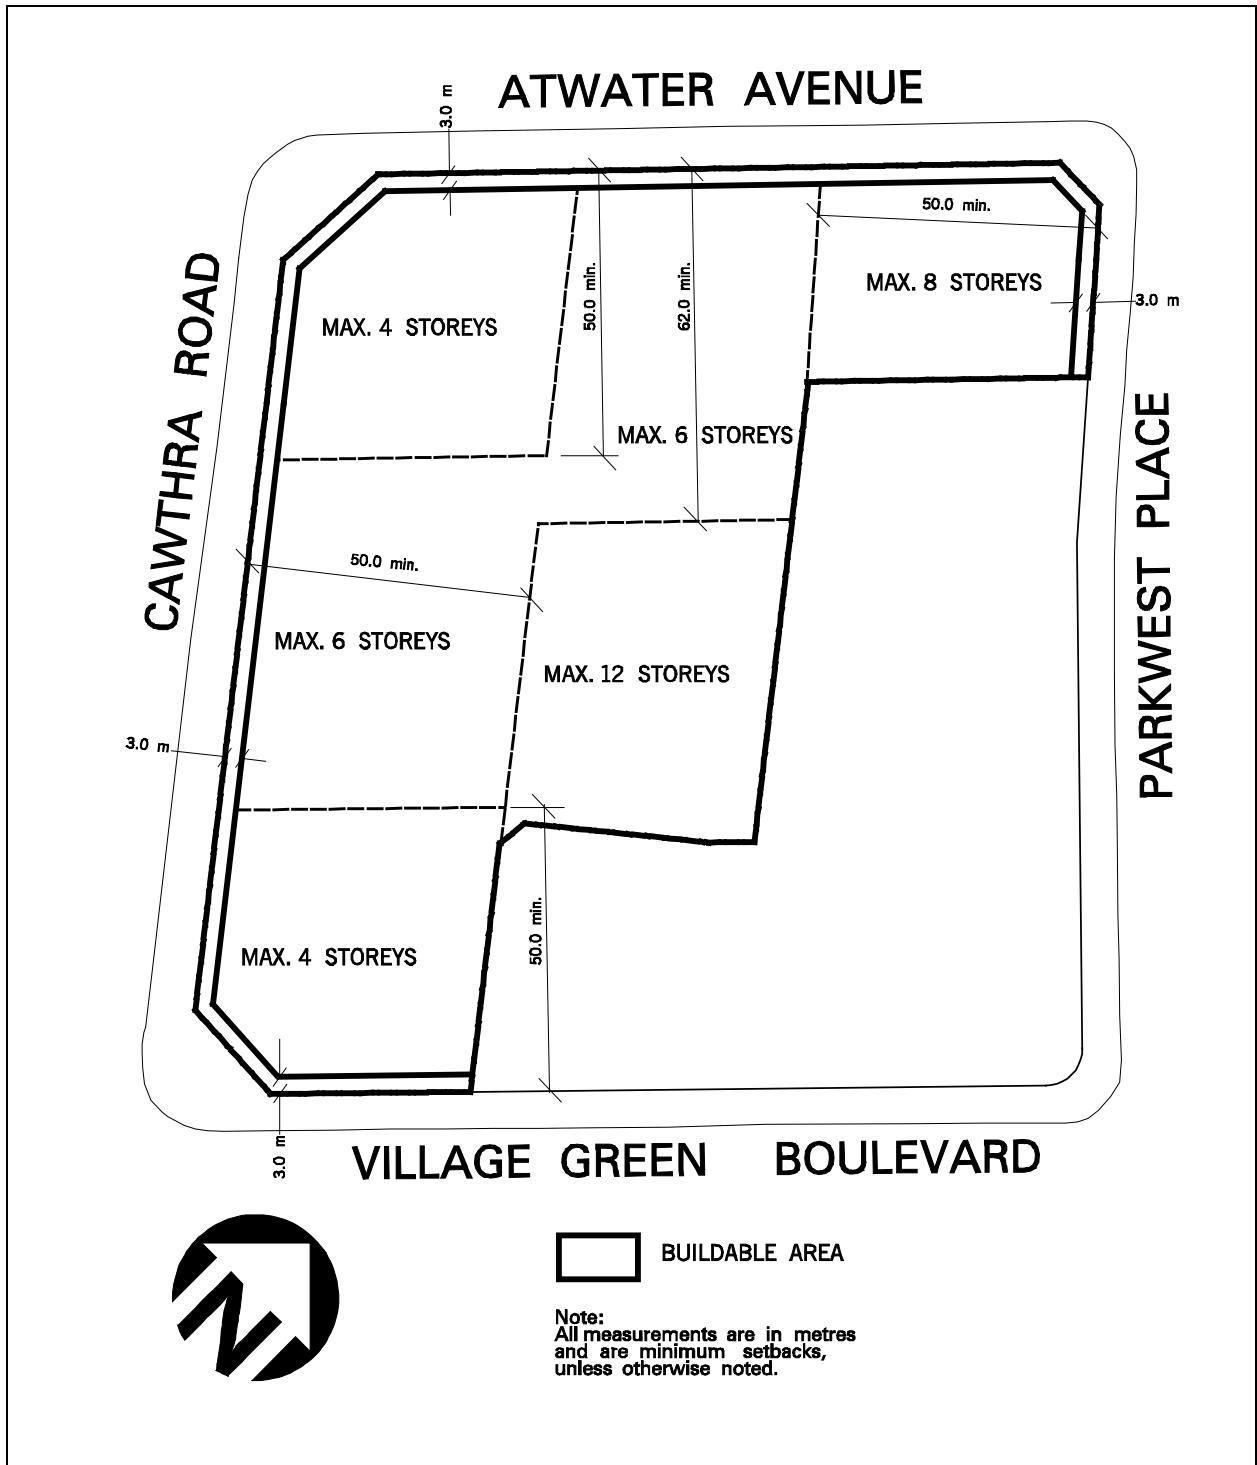 ATWATER AVENUE
3.0 m
50.0 min.
MAX. 8 STOREYS
CAWTHRA ROAD
50.0 min.
62.0 min.
3.0 m
MAX. 4 STOREYS
MAX. 6 STOREYS
PARKWEST PLACE
50.0 min.
MAX. 6 STOREYS
MAX. 12 STOREYS
3.0 m
50.0 min.
MAX. 4 STOREYS
3.0 m
VILLAGE GREEN BOULEVARD
N
BUILDABLE AREA
Note:
All measurements are in metres
and are minimum setbacks,
unless otherwise noted.